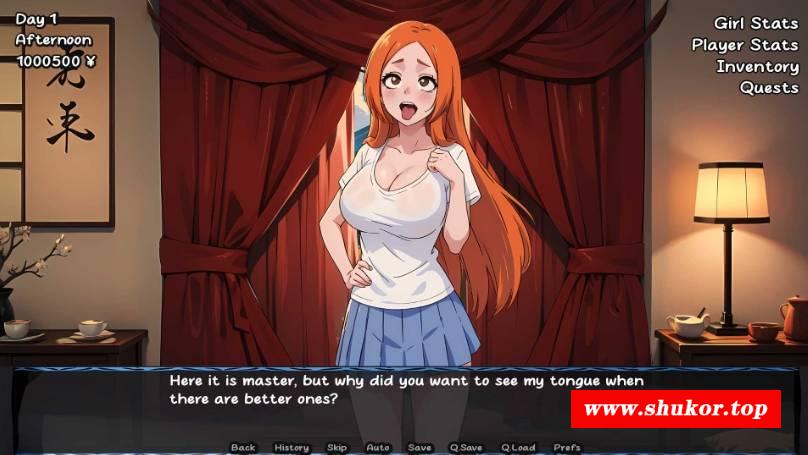 Day 1
Afternoon
1000500 ¥
Girl Stats
Player Stats
Inventory
Quests
Here it is master, but why did you want to see my tongue when
there are better ones?
www.shukor.top
Back History Skip Auto Save Q.Save Q.Load Prefs